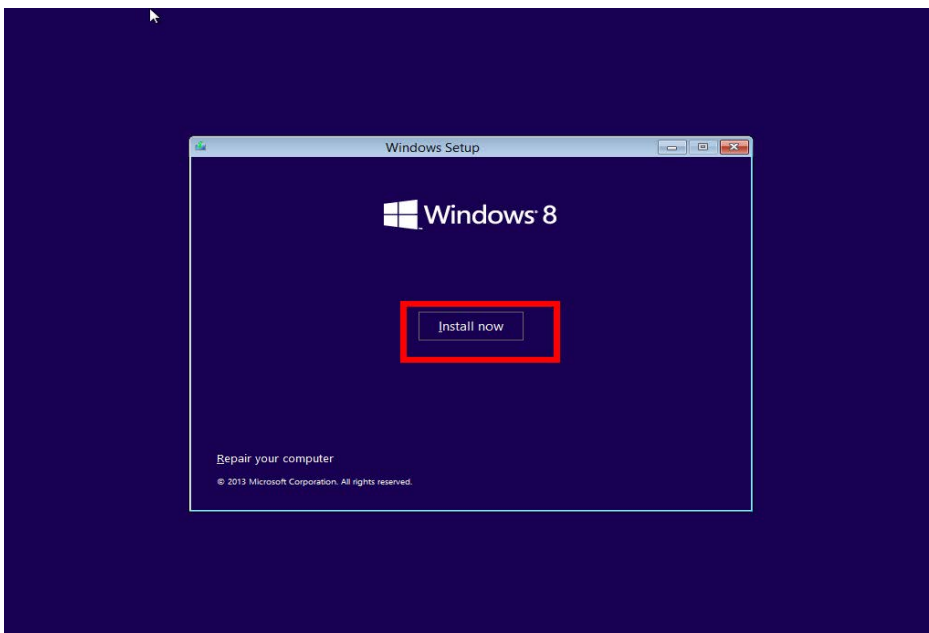 Windows Setup
Windows 8
Install now
Repair your computer
© 2013 Microsoft Corporation. All rights reserved.